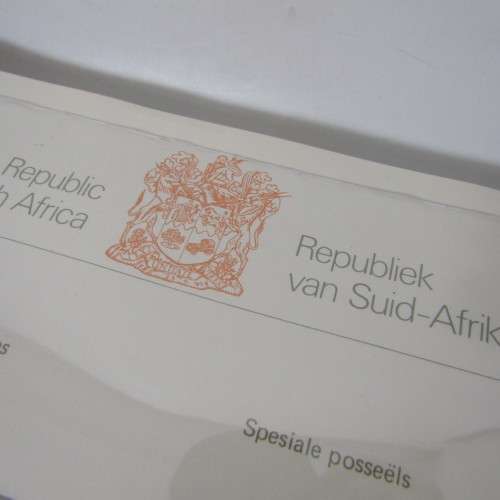 Republic
Africa
Republiek
van Suid-Afrik
Spesiale posseëls